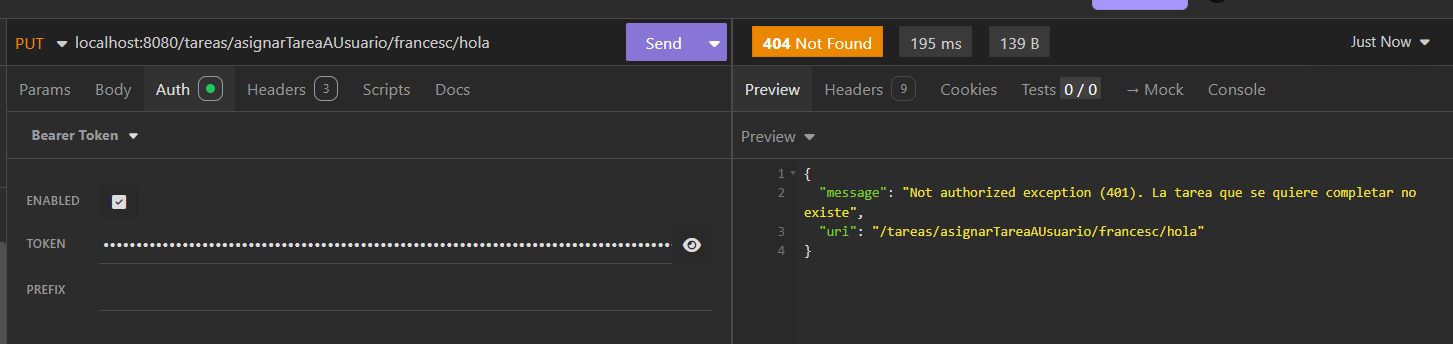 PUT localhost:8080/tareas/asignarTareaAUsuario/francesc/hola Send
404 Not Found 195 ms 139 B Just Now
Params Body Auth Headers 3 Scripts Docs
Preview Headers 9 Cookies Tests 0 / 0 → Mock Console
Bearer Token
Preview
ENABLED
TOKEN
PREFIX
1 {
2 "message": "Not authorized exception (401). La tarea que se quiere completar no
existe",
3 "uri": "/tareas/asignarTareaAUsuario/francesc/hola"
4 }